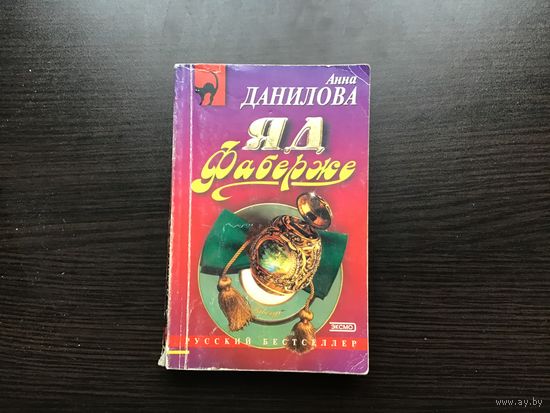 Анна
ДАНИЛОВА
ЯД
Фаберже
ЭКСМО
РУССКИЙ БЕСТСЕЛЛЕР
www.ay.by